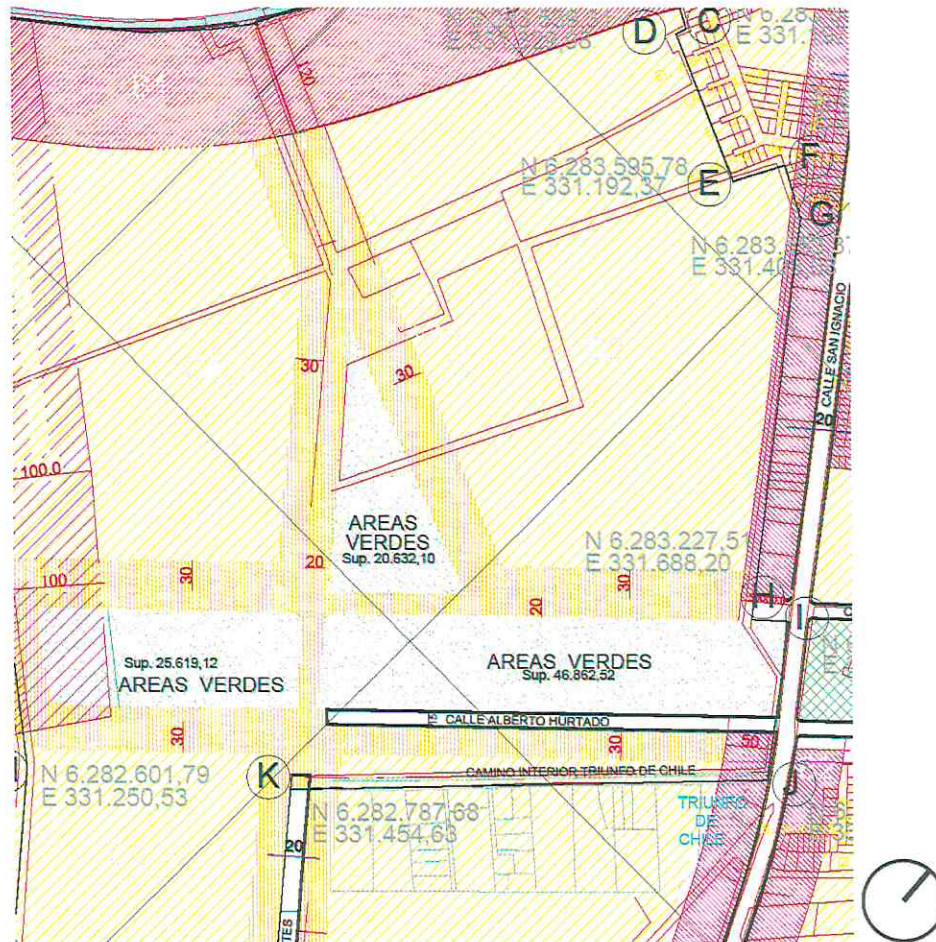 D
C
120
N 6.283.595,78
E 331.192,37
E
F
G
N 6.283.
E 331.40
CALLE SAN IGNACIO
20
30
30
100.0
AREAS
VERDES
Sup. 20.632,10
N 6.283.227,51
E 331.688,20
20
30
100
30
20
H
I
Sup. 25.619,12
AREAS VERDES
AREAS VERDES
Sup. 46.862,52
15
CALLE ALBERTO HURTADO
30
30
50
K
CAMINO INTERIOR TRIUNFO DE CHILE
J
N 6.282.601,79
E 331.250,53
N 6.282.787,68
E 331.454,63
TRIUNFO
DE
CHILE
20
TES